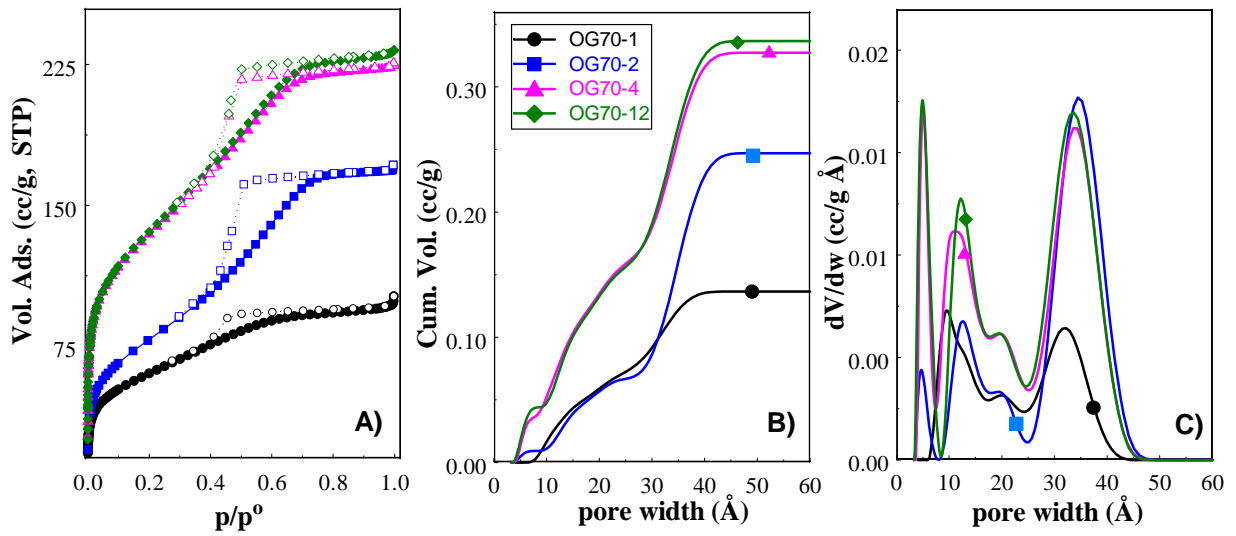 Vol. Ads. (cc/g, STP)
225
150
75
0.0 0.2 0.4 0.6 0.8 1.0
p/pº
A)
Cum. Vol. (cc/g)
OG70-1
OG70-2
OG70-4
OG70-12
0.30
0.20
0.10
0.00
0 10 20 30 40 50 60
pore width (Å)
B)
dV/dw (cc/g Å)
0.02
0.01
0.01
0.00
0.00
0 10 20 30 40 50 60
pore width (Å)
C)